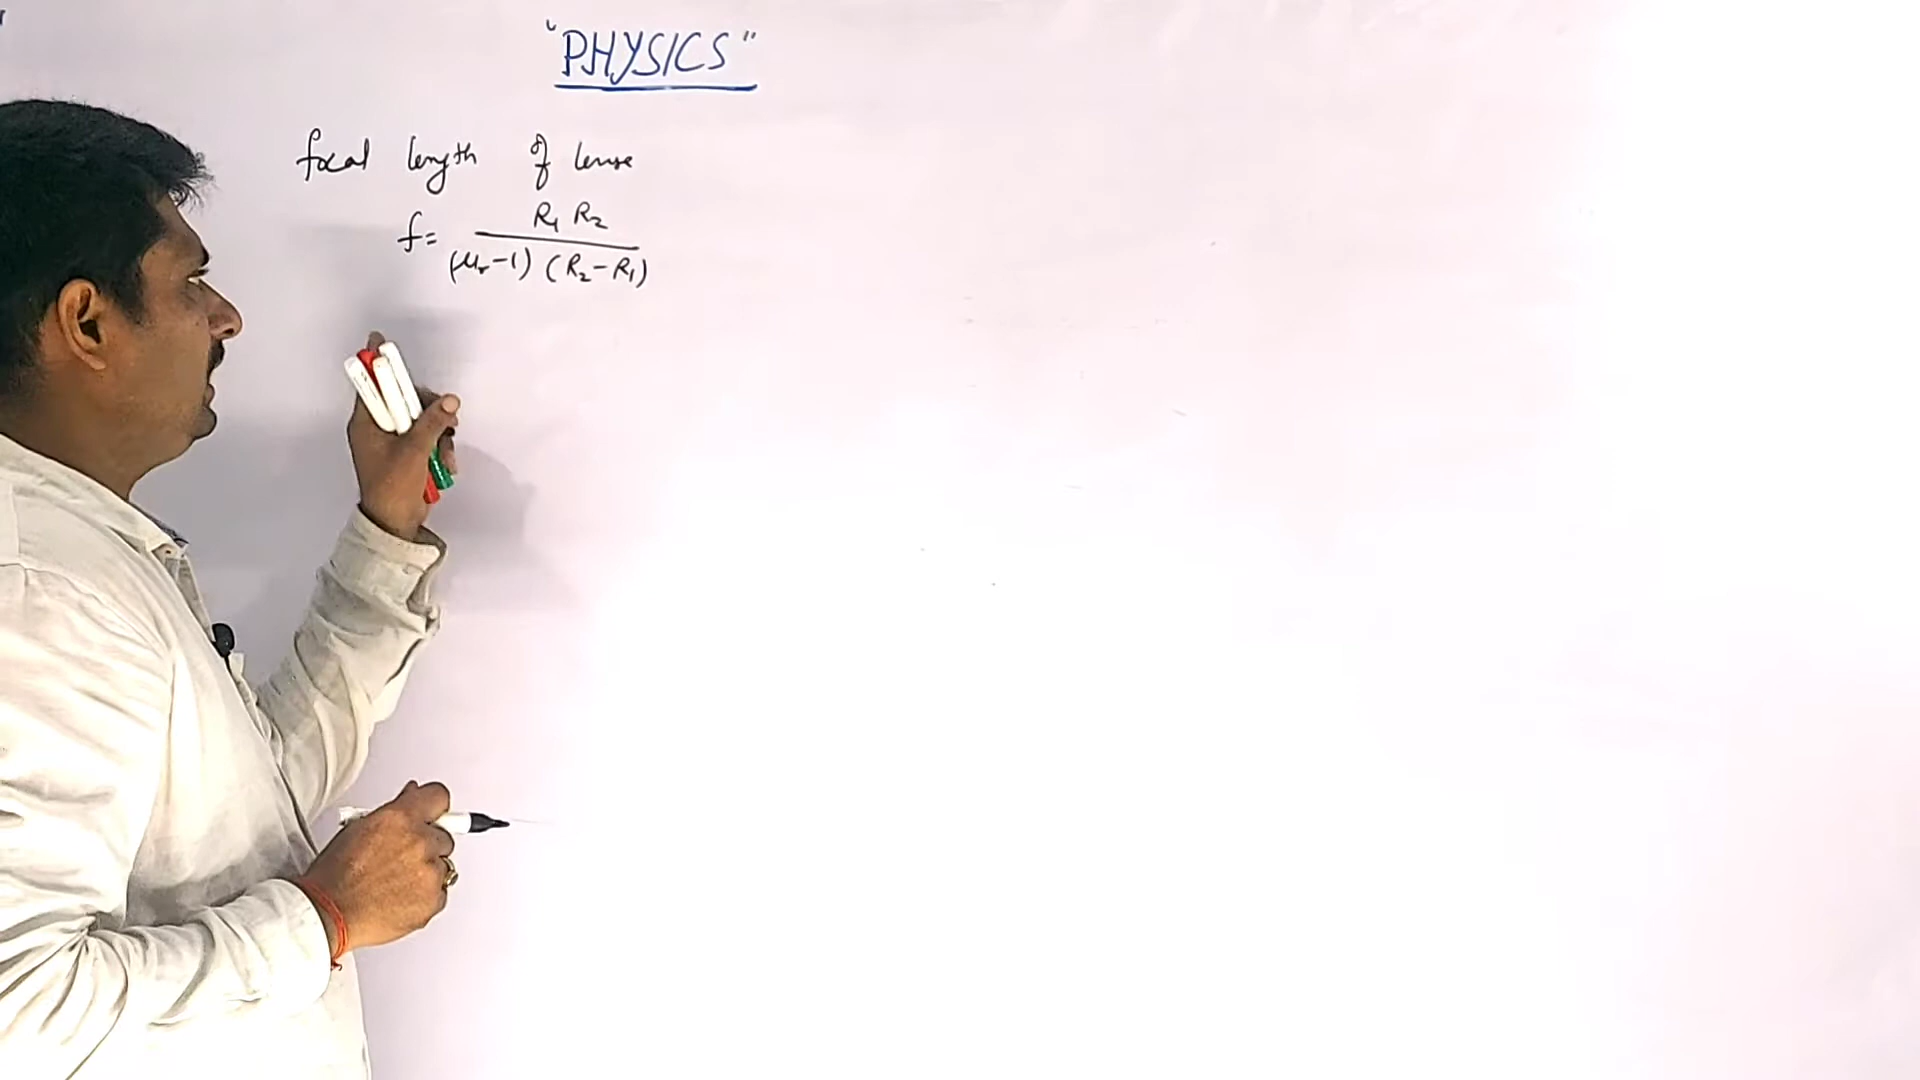 "PHYSICS"
focal length of lense
f = R₁ R₂ / (μᵣ-1) (R₂-R₁)